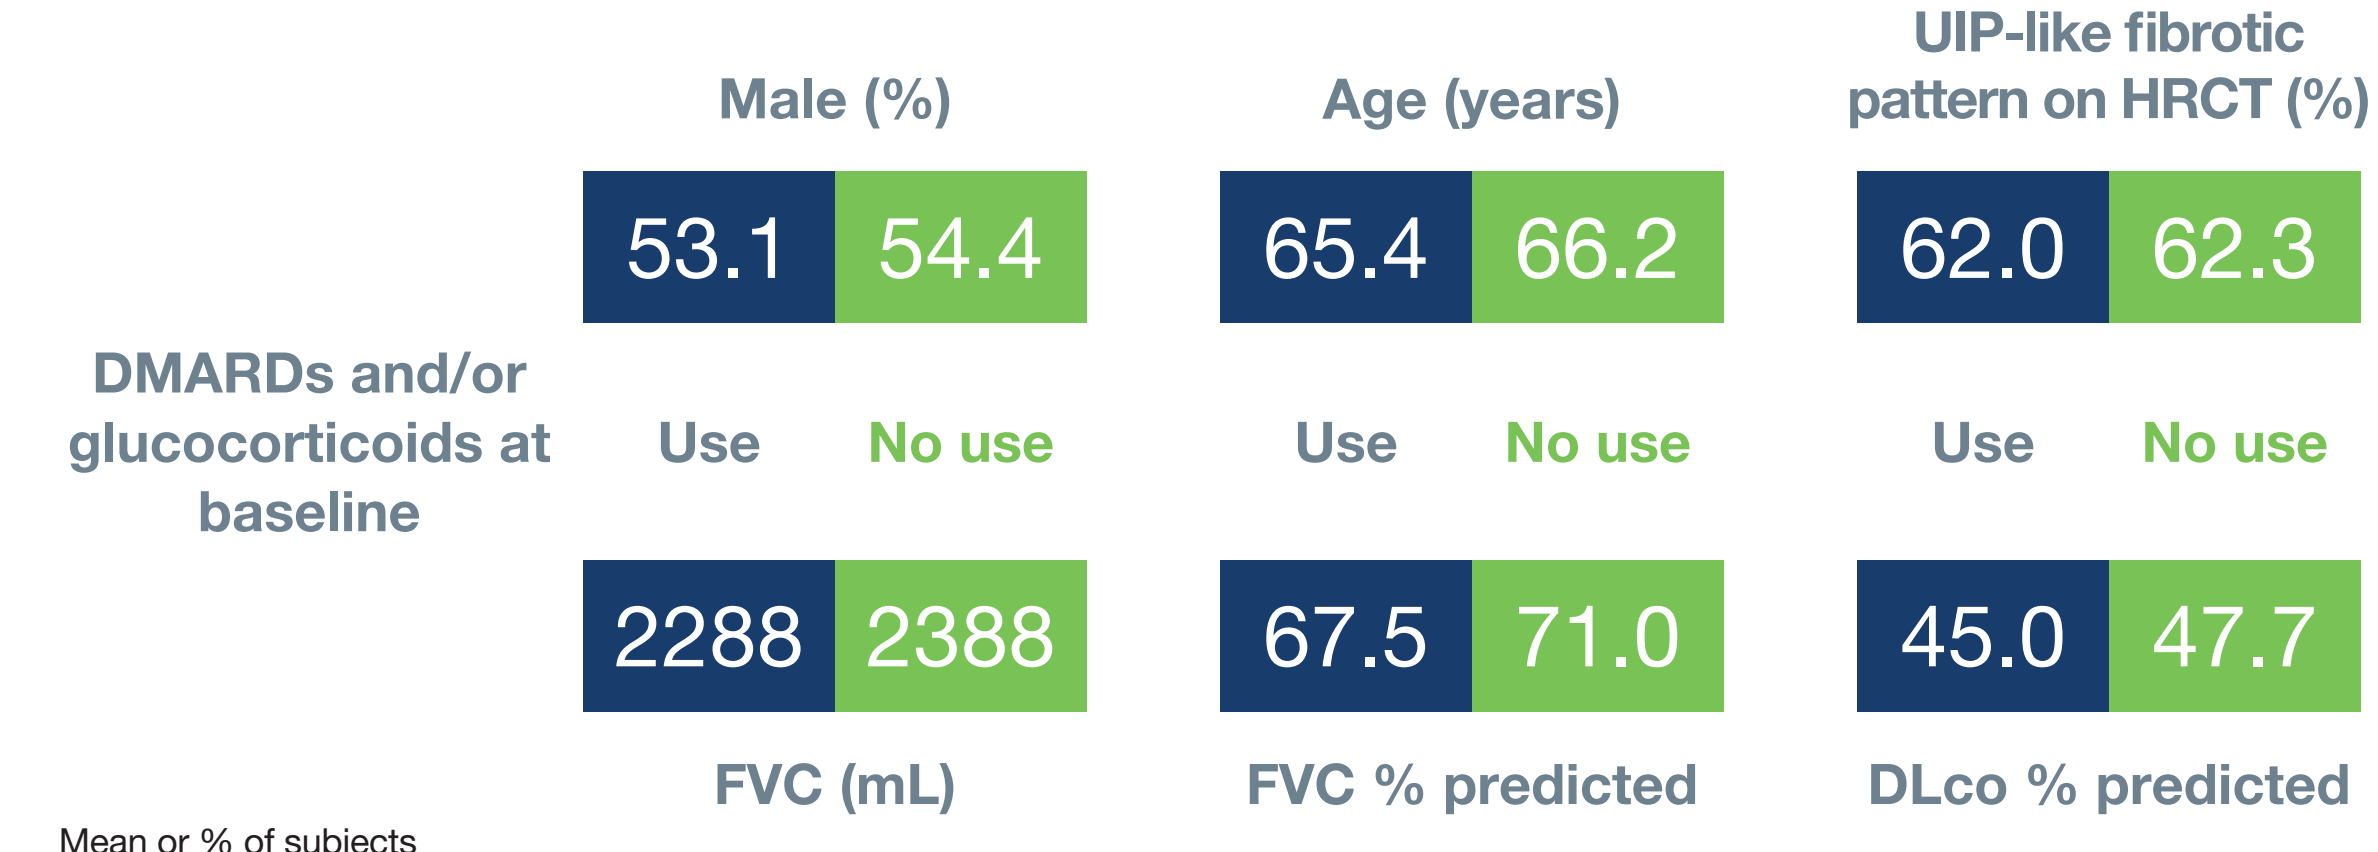 Male (%)
Age (years)
UIP-like fibrotic
pattern on HRCT (%)
53.1 54.4
65.4 66.2
62.0 62.3
DMARDs and/or
glucocorticoids at
baseline
Use No use
Use No use
Use No use
2288 2388
67.5 71.0
45.0 47.7
FVC (mL)
FVC % predicted
DLco % predicted
Mean or % of subjects